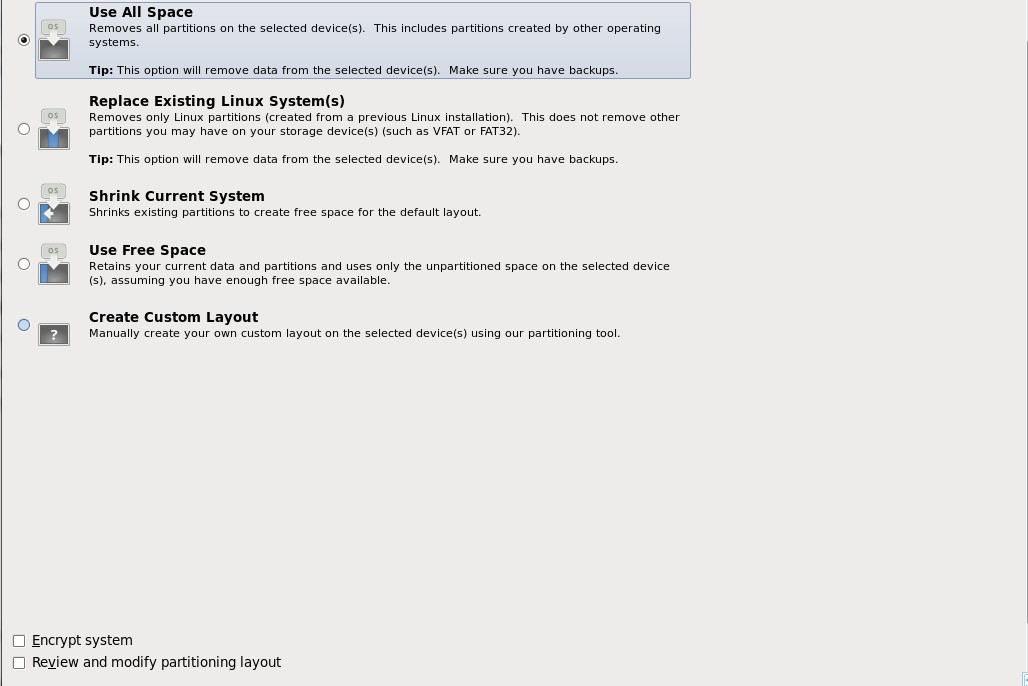 Use All Space
OS
Removes all partitions on the selected device(s).  This includes partitions created by other operating
systems.
Tip: This option will remove data from the selected device(s).  Make sure you have backups.
Replace Existing Linux System(s)
OS
Removes only Linux partitions (created from a previous Linux installation).  This does not remove other
partitions you may have on your storage device(s) (such as VFAT or FAT32).
Tip: This option will remove data from the selected device(s).  Make sure you have backups.
OS
Shrink Current System
Shrinks existing partitions to create free space for the default layout.
OS
Use Free Space
Retains your current data and partitions and uses only the unpartitioned space on the selected device
(s), assuming you have enough free space available.
Create Custom Layout
?
Manually create your own custom layout on the selected device(s) using our partitioning tool.
Encrypt system
Review and modify partitioning layout